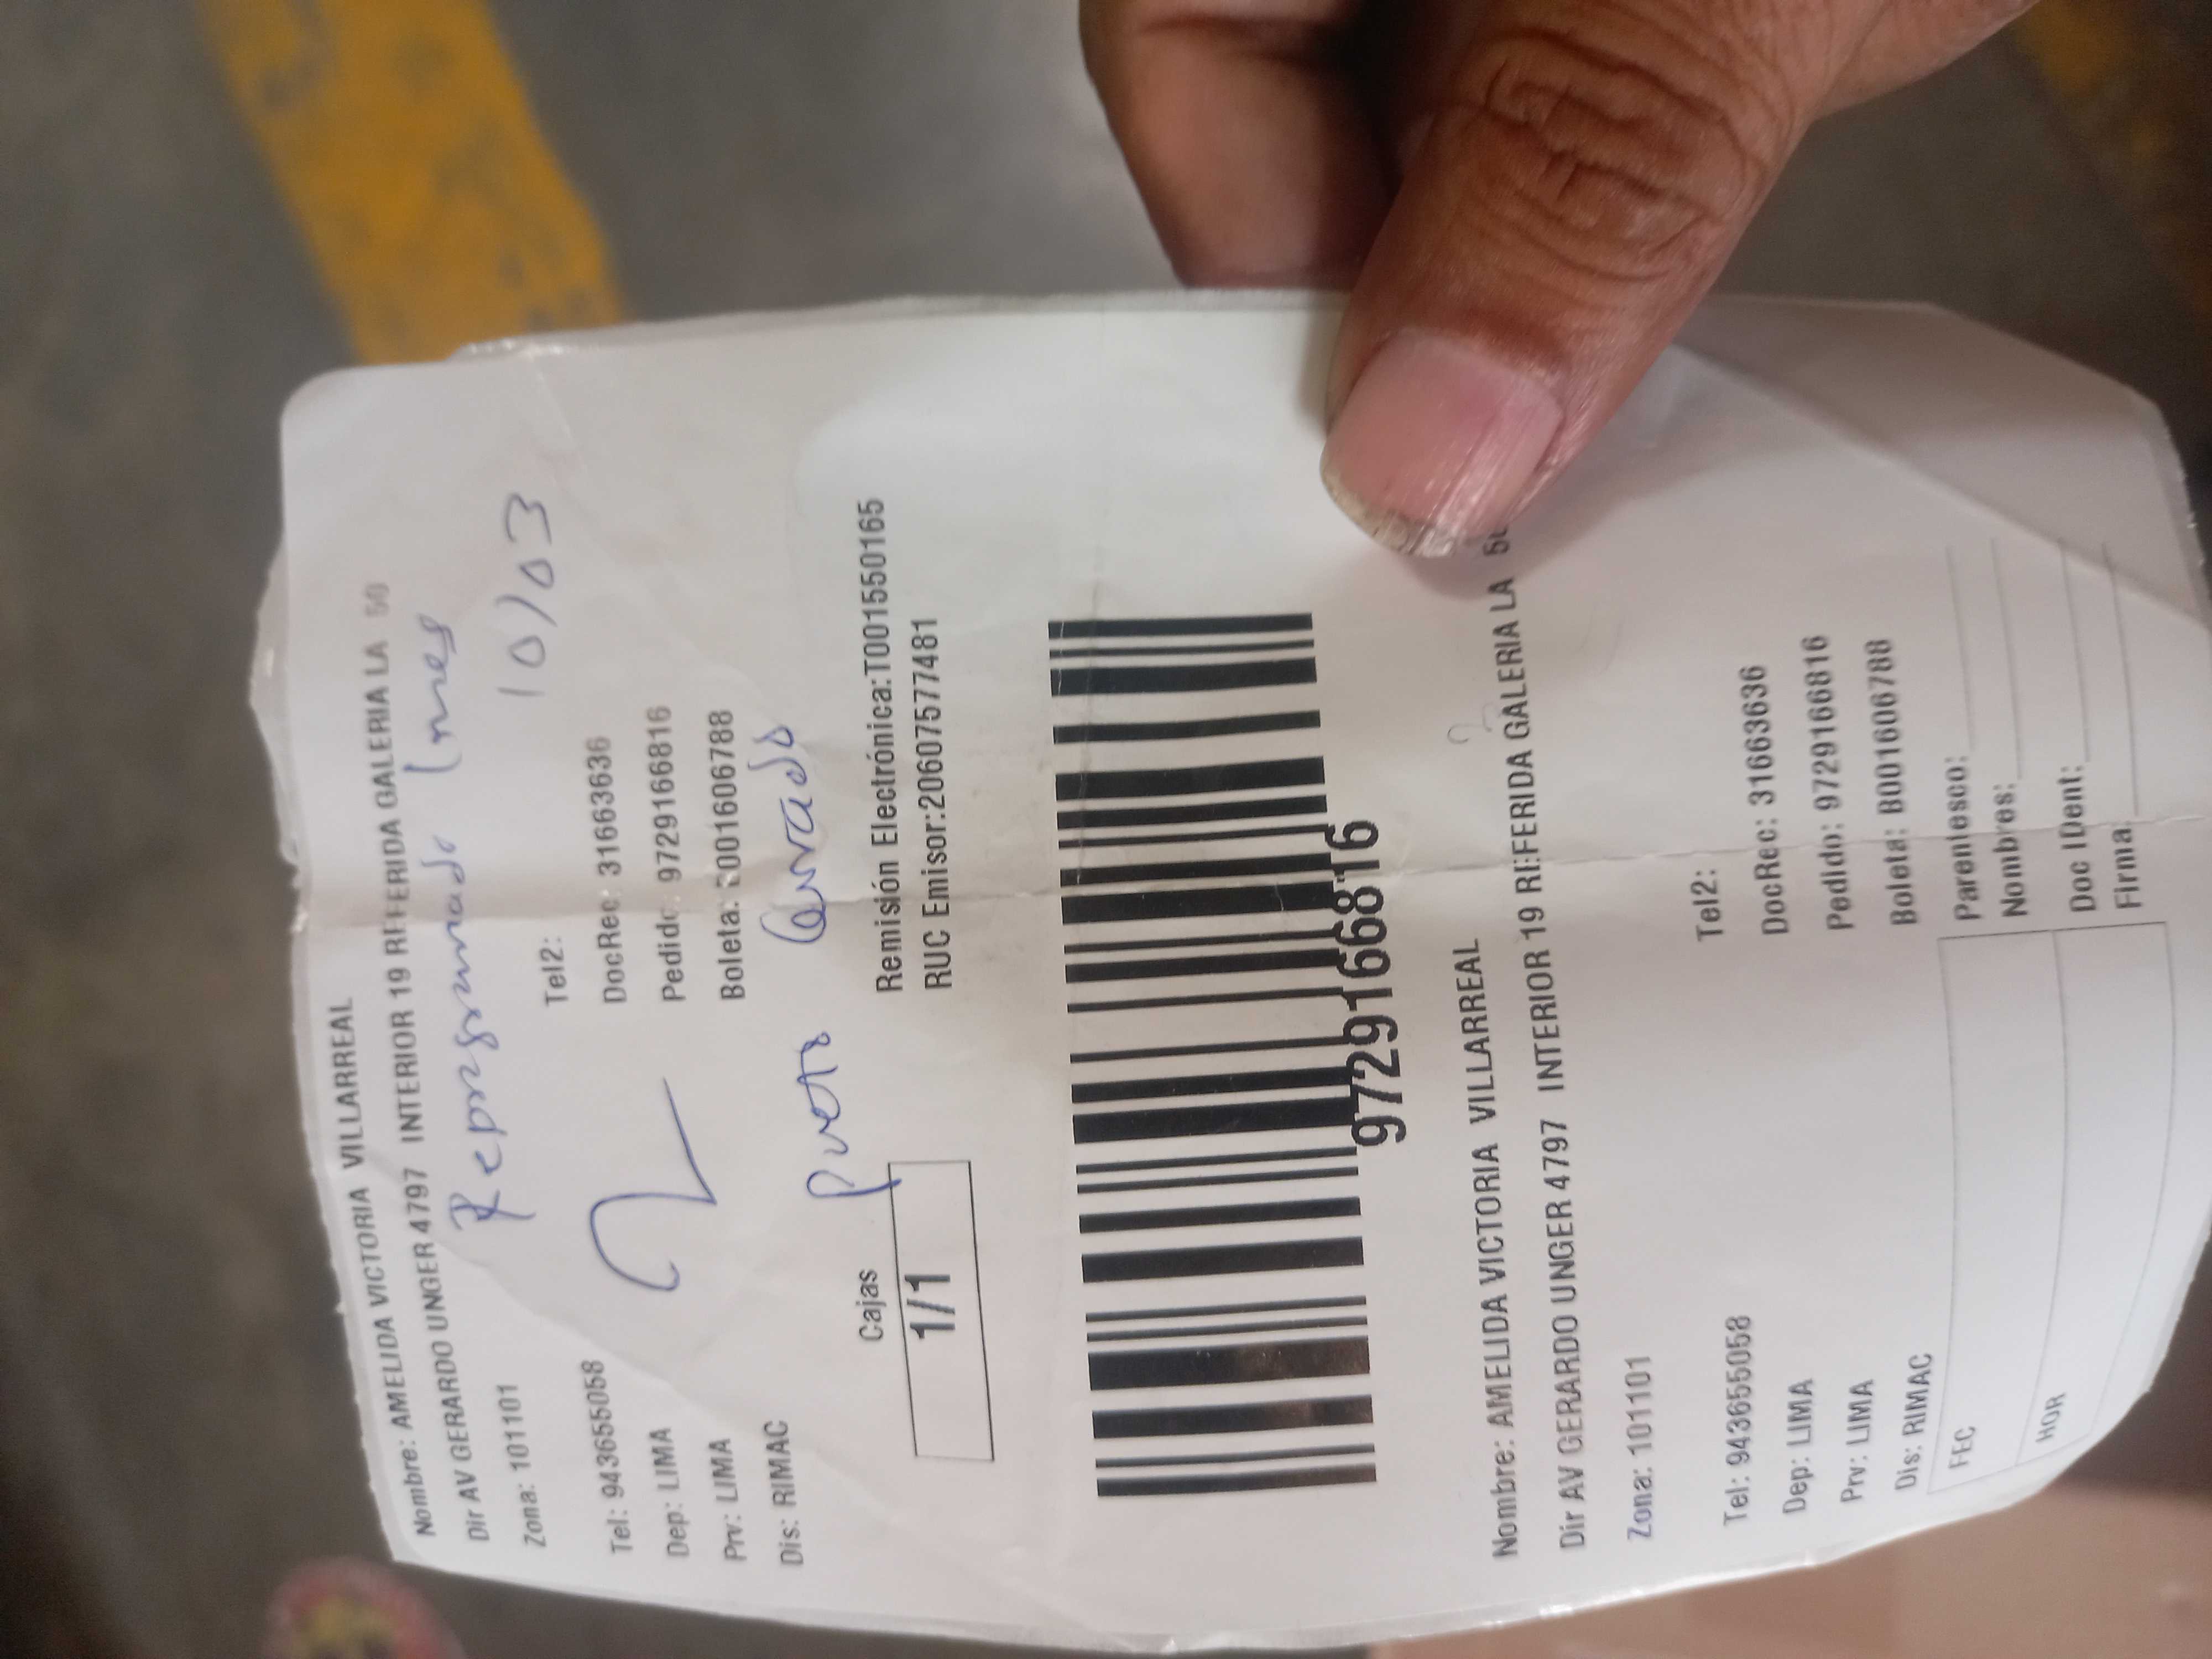 Nombre: AMELIDA VICTORIA VILLARREAL
Dir AV GERARDO UNGER 4797 INTERIOR 19 REFERIDA GALERIA LA 50
Zona: 101101
Reprogramado lunes
10/03
Tel: 943655058
Tel2:
Dep: LIMA
DocRec: 316663636
Prv: LIMA
Pedido: 9729166816
Dis: RIMAC
Boleta: B001606788
Puerto Cerrado
Cajas
1/1
Remisión Electrónica:T001550165
RUC Emisor:20607577481
9729166816
Nombre: AMELIDA VICTORIA VILLARREAL
Dir AV GERARDO UNGER 4797 INTERIOR 19 REFERIDA GALERIA LA
Zona: 101101
Tel: 943655058
Tel2:
Dep: LIMA
DocRec: 316663636
Prv: LIMA
Pedido: 9729166816
Dis: RIMAC
Boleta: B001606788
FEC
Parentesco:
Nombres:
HOR
Doc IDent:
Firma: